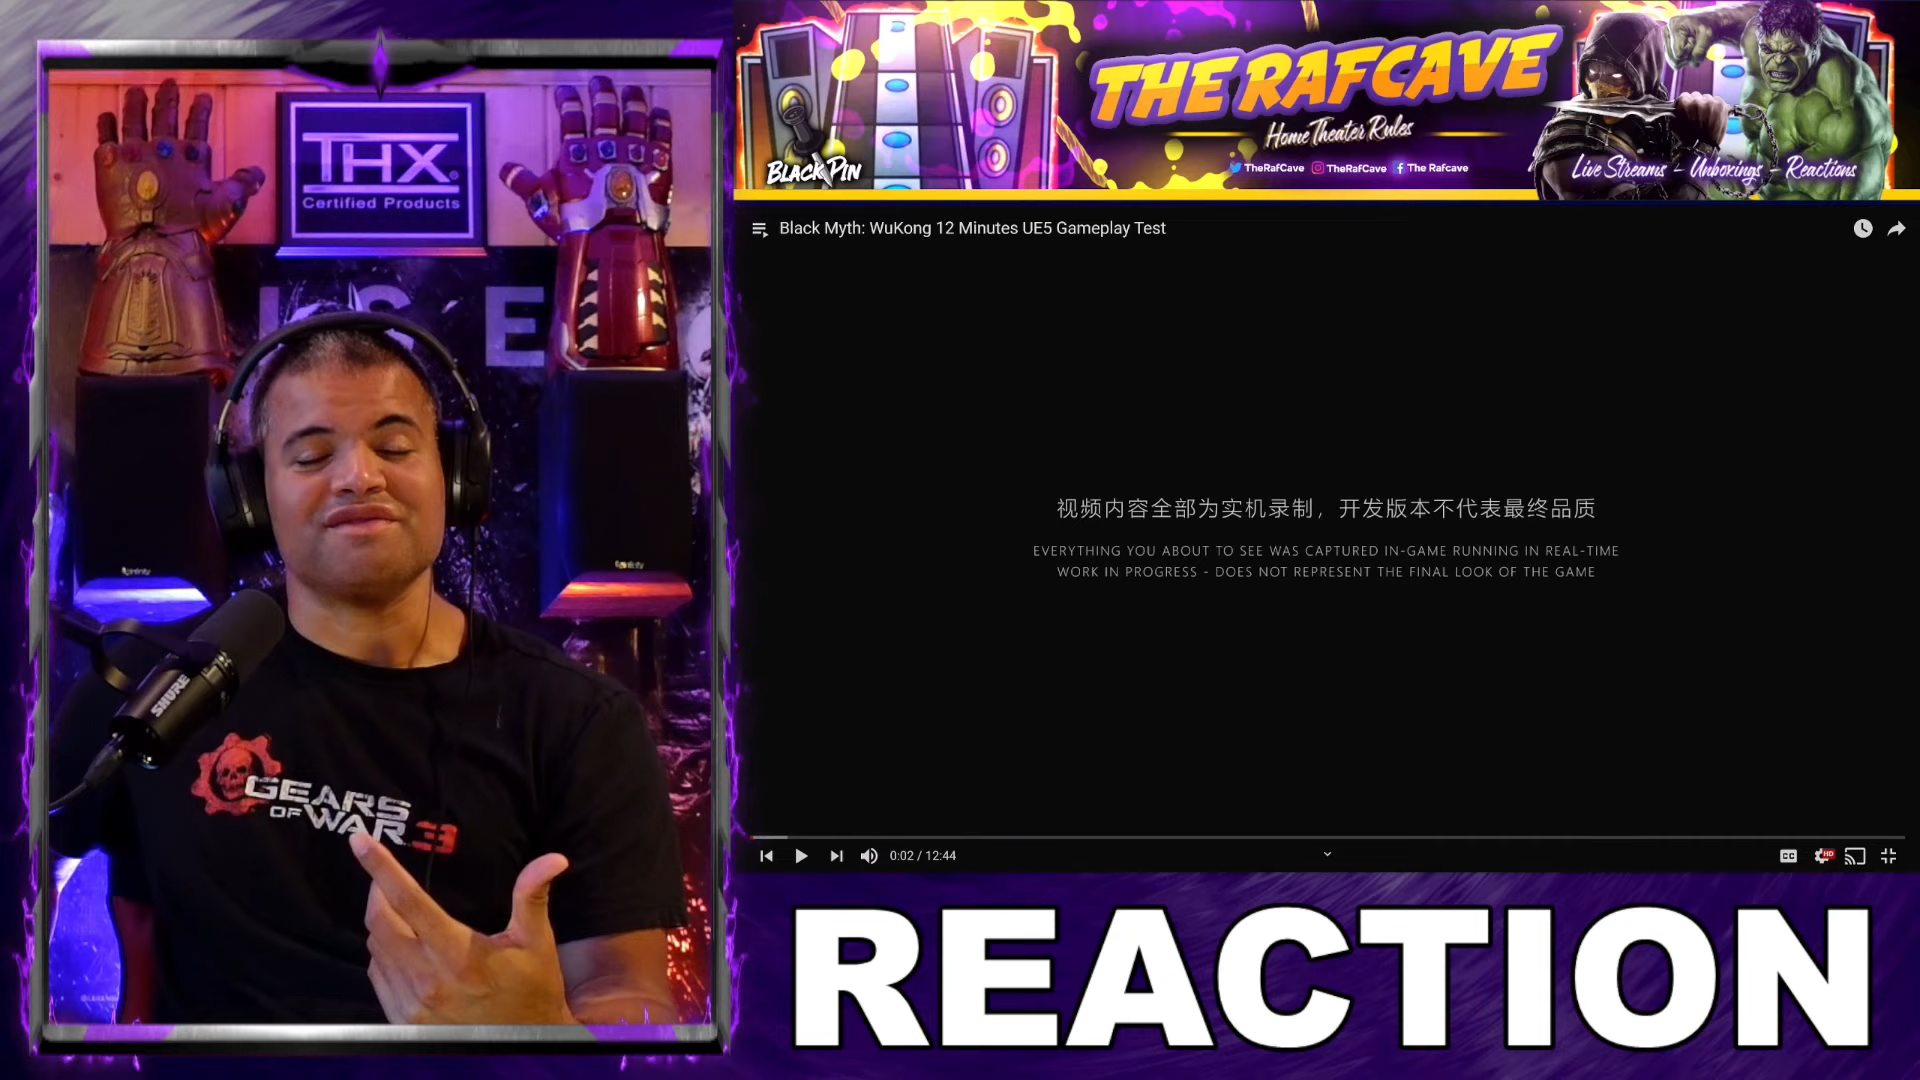 THX
Certified Products
S E
infinity
infinity
SHURE
GEARS
OF WAR 3
BLACK PIN
THE RAFCAVE
Home Theater Rules
TheRafCave TheRafCave The Rafcave
Live Streams - Unboxings - Reactions
Black Myth: WuKong 12 Minutes UE5 Gameplay Test
视频内容全部为实机录制，开发版本不代表最终品质
EVERYTHING YOU ABOUT TO SEE WAS CAPTURED IN-GAME RUNNING IN REAL-TIME
WORK IN PROGRESS - DOES NOT REPRESENT THE FINAL LOOK OF THE GAME
0:02 / 12:44
CC
HD
REACTION